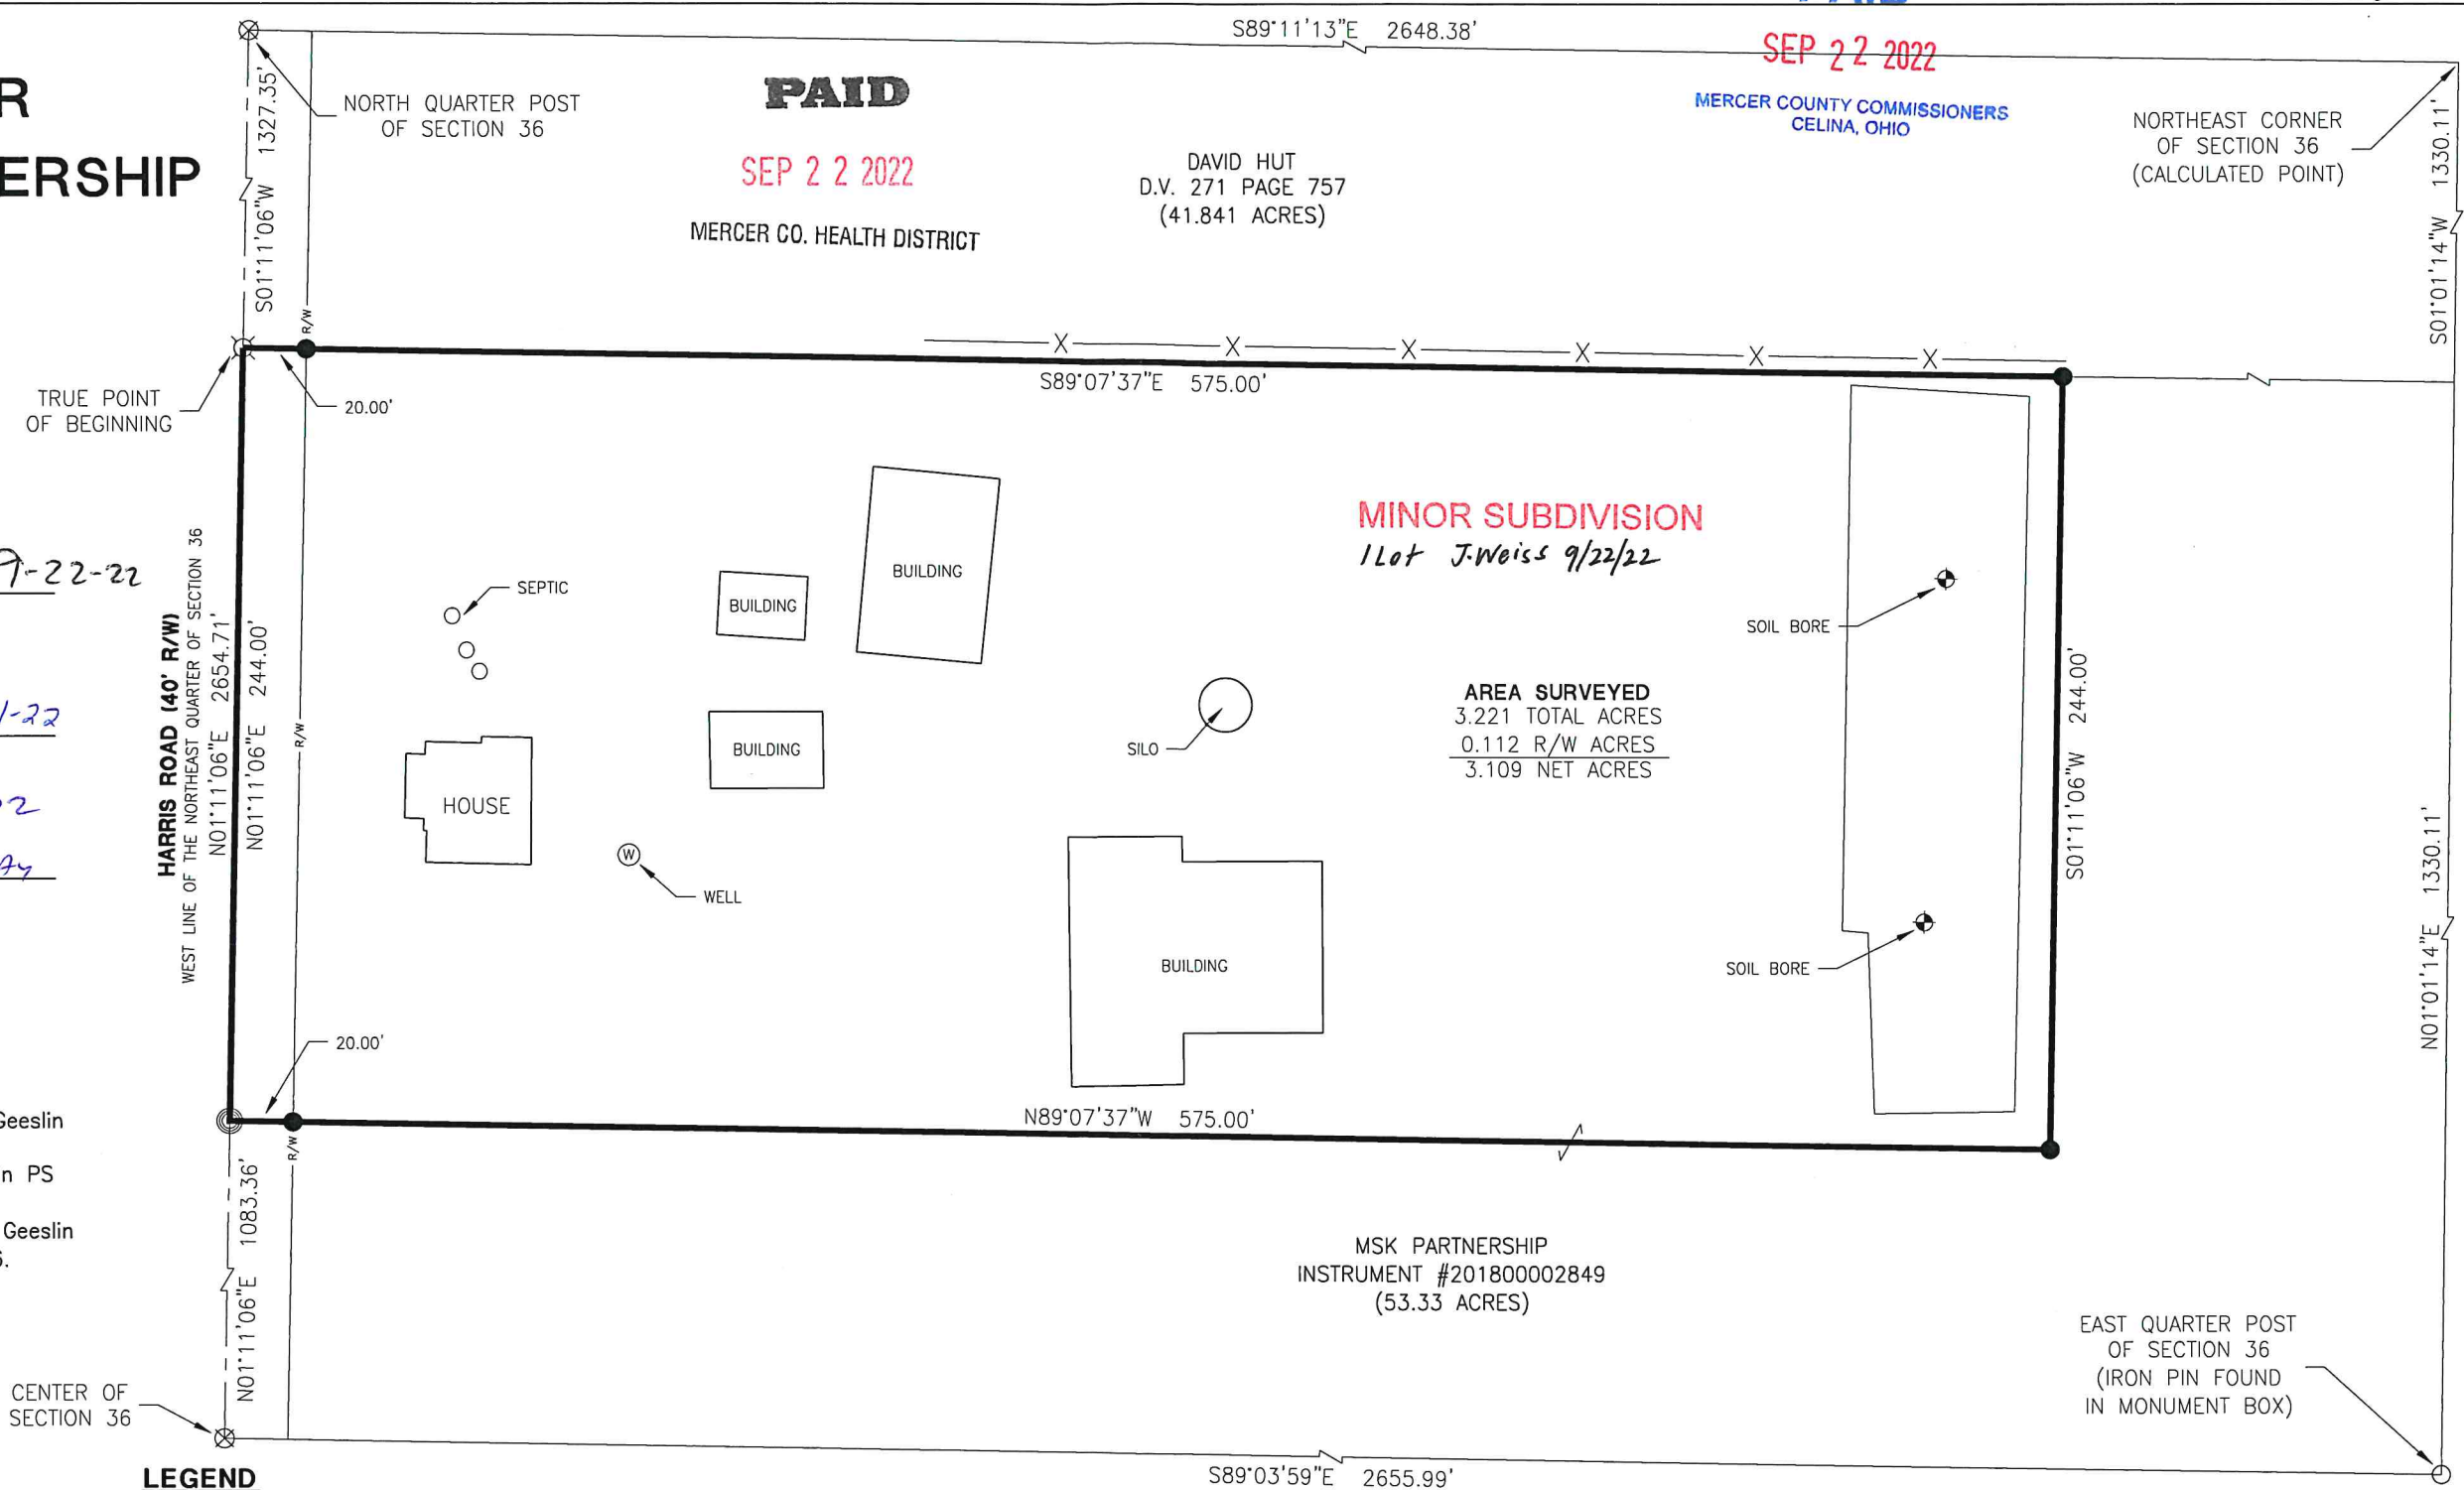 S89°11'13"E 2648.38'
SEP 22 2022
MERCER COUNTY COMMISSIONERS
CELINA, OHIO
R
ERSHIP
NORTH QUARTER POST
OF SECTION 36
1327.35'
S01°11'06"W
PAID
SEP 22 2022
MERCER CO. HEALTH DISTRICT
DAVID HUT
D.V. 271 PAGE 757
(41.841 ACRES)
NORTHEAST CORNER
OF SECTION 36
(CALCULATED POINT)
S01°01'14"W 1330.11'
R/W
X X X X X X
S89°07'37"E 575.00'
TRUE POINT
OF BEGINNING
20.00'
9-22-22
MINOR SUBDIVISION
1 Lot J. Weiss 9/22/22
BUILDING
BUILDING
SEPTIC
SOIL BORE
HARRIS ROAD (40' R/W)
WEST LINE OF THE NORTHEAST QUARTER OF SECTION 36
N01°11'06"E 2654.71'
N01°11'06"E 244.00'
R/W
AREA SURVEYED
3.221 TOTAL ACRES
0.112 R/W ACRES
3.109 NET ACRES
S01°11'06"W 244.00'
BUILDING
SILO
HOUSE
W
WELL
BUILDING
SOIL BORE
N01°01'14"E 1330.11'
20.00'
N89°07'37"W 575.00'
Geeslin
n PS
Geeslin
R/W
N01°11'06"E 1083.36'
MSK PARTNERSHIP
INSTRUMENT #201800002849
(53.33 ACRES)
EAST QUARTER POST
OF SECTION 36
(IRON PIN FOUND
IN MONUMENT BOX)
CENTER OF
SECTION 36
LEGEND
S89°03'59"E 2655.99'